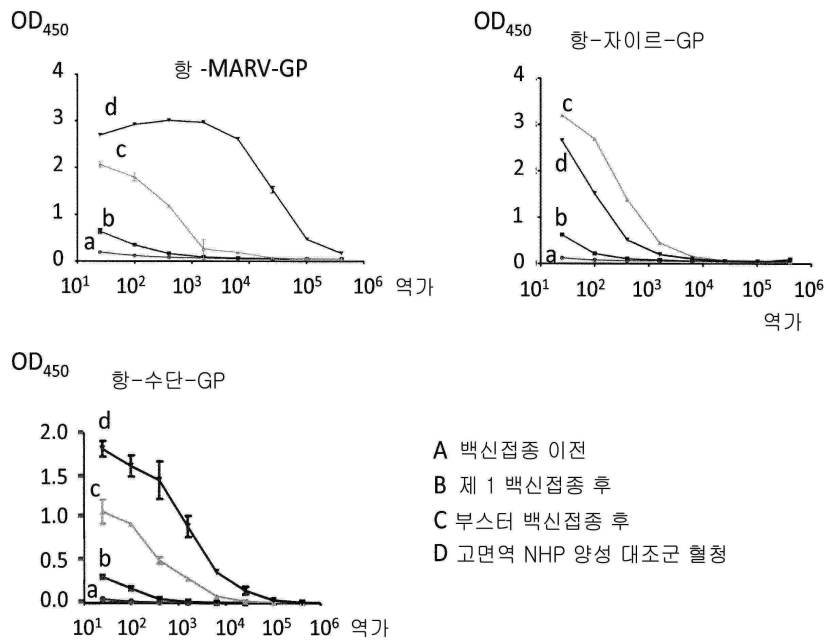 OD450
항 -MARV-GP
4
3
2
1
0
d
c
b
a
10¹ 10² 10³ 10⁴ 10⁵ 10⁶ 역가
OD450
항-자이르-GP
4
3
2
1
0
c
d
b
a
10¹ 10² 10³ 10⁴ 10⁵ 10⁶
역가
OD450
항-수단-GP
2.0
1.5
1.0
0.5
0.0
d
c
b
a
10¹ 10² 10³ 10⁴ 10⁵ 10⁶ 역가
A 백신접종 이전
B 제 1 백신접종 후
C 부스터 백신접종 후
D 고면역 NHP 양성 대조군 혈청